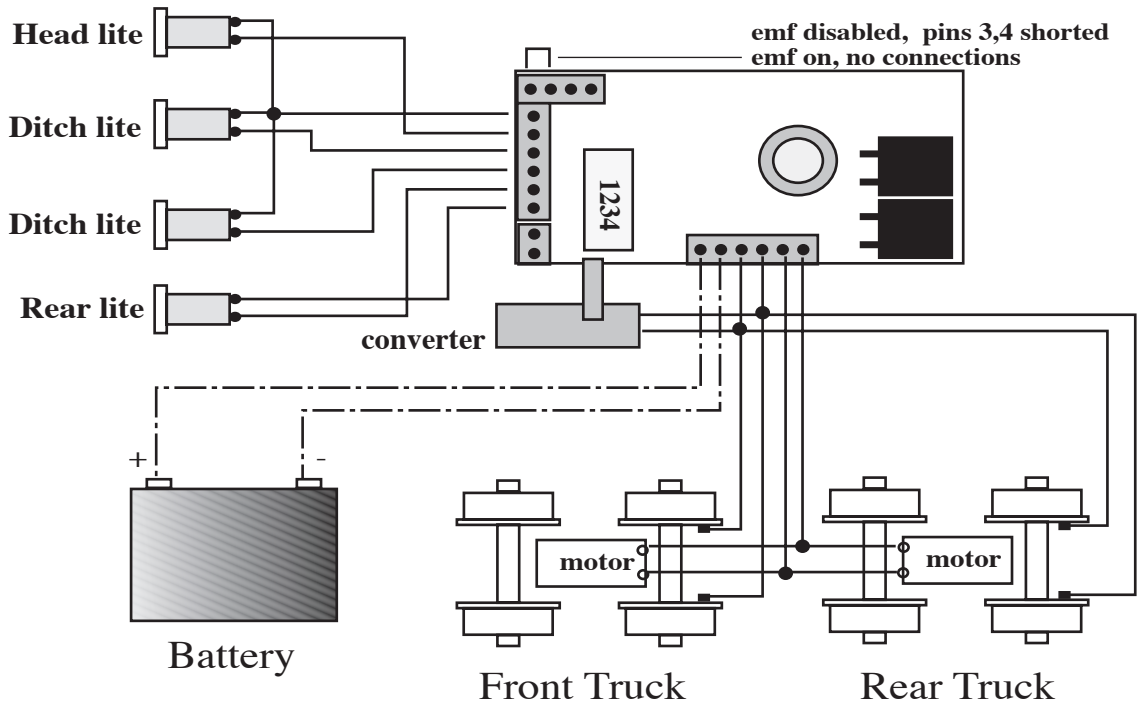 Head lite
emf disabled, pins 3,4 shorted
emf on, no connections
Ditch lite
1234
Ditch lite
Rear lite
converter
+
-
motor
motor
Battery
Front Truck
Rear Truck